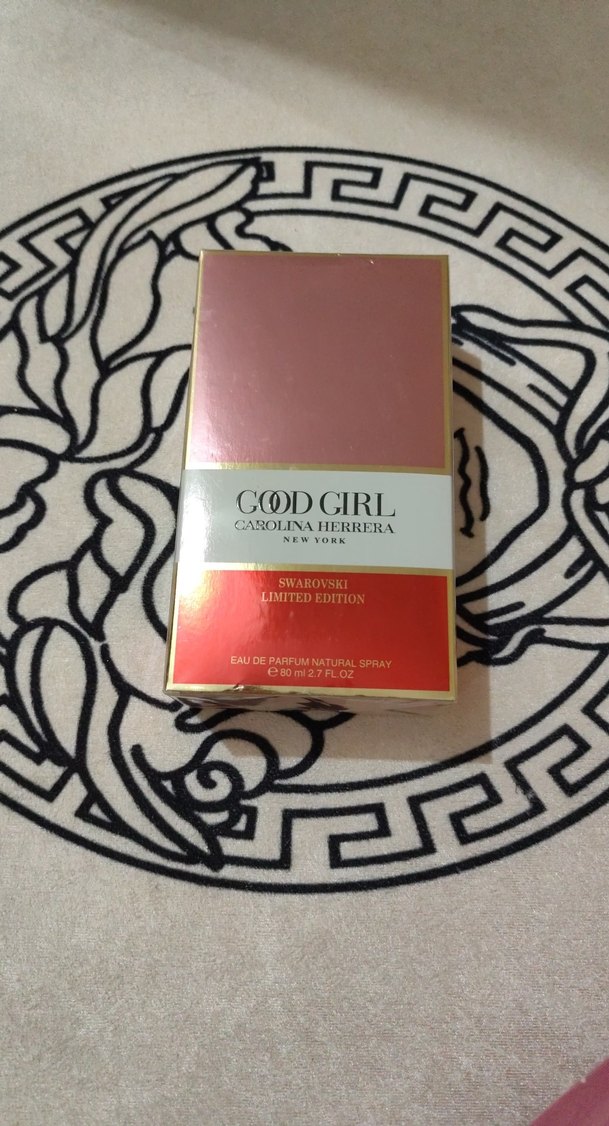 GOOD GIRL
CAROLINA HERRERA
NEW YORK
SWAROVSKI
LIMITED EDITION
EAU DE PARFUM NATURAL SPRAY
℮ 80 ml 2.7 FL.OZ